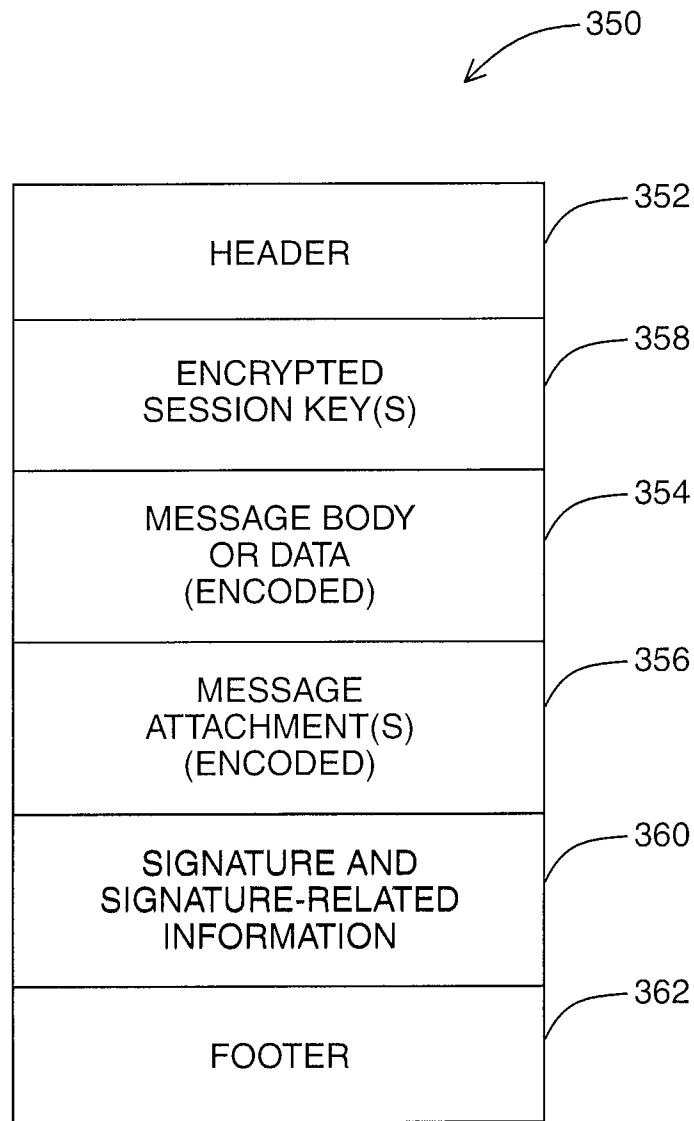 350
HEADER
352
ENCRYPTED
SESSION KEY(S)
358
MESSAGE BODY
OR DATA
(ENCODED)
354
MESSAGE
ATTACHMENT(S)
(ENCODED)
356
SIGNATURE AND
SIGNATURE-RELATED
INFORMATION
360
FOOTER
362